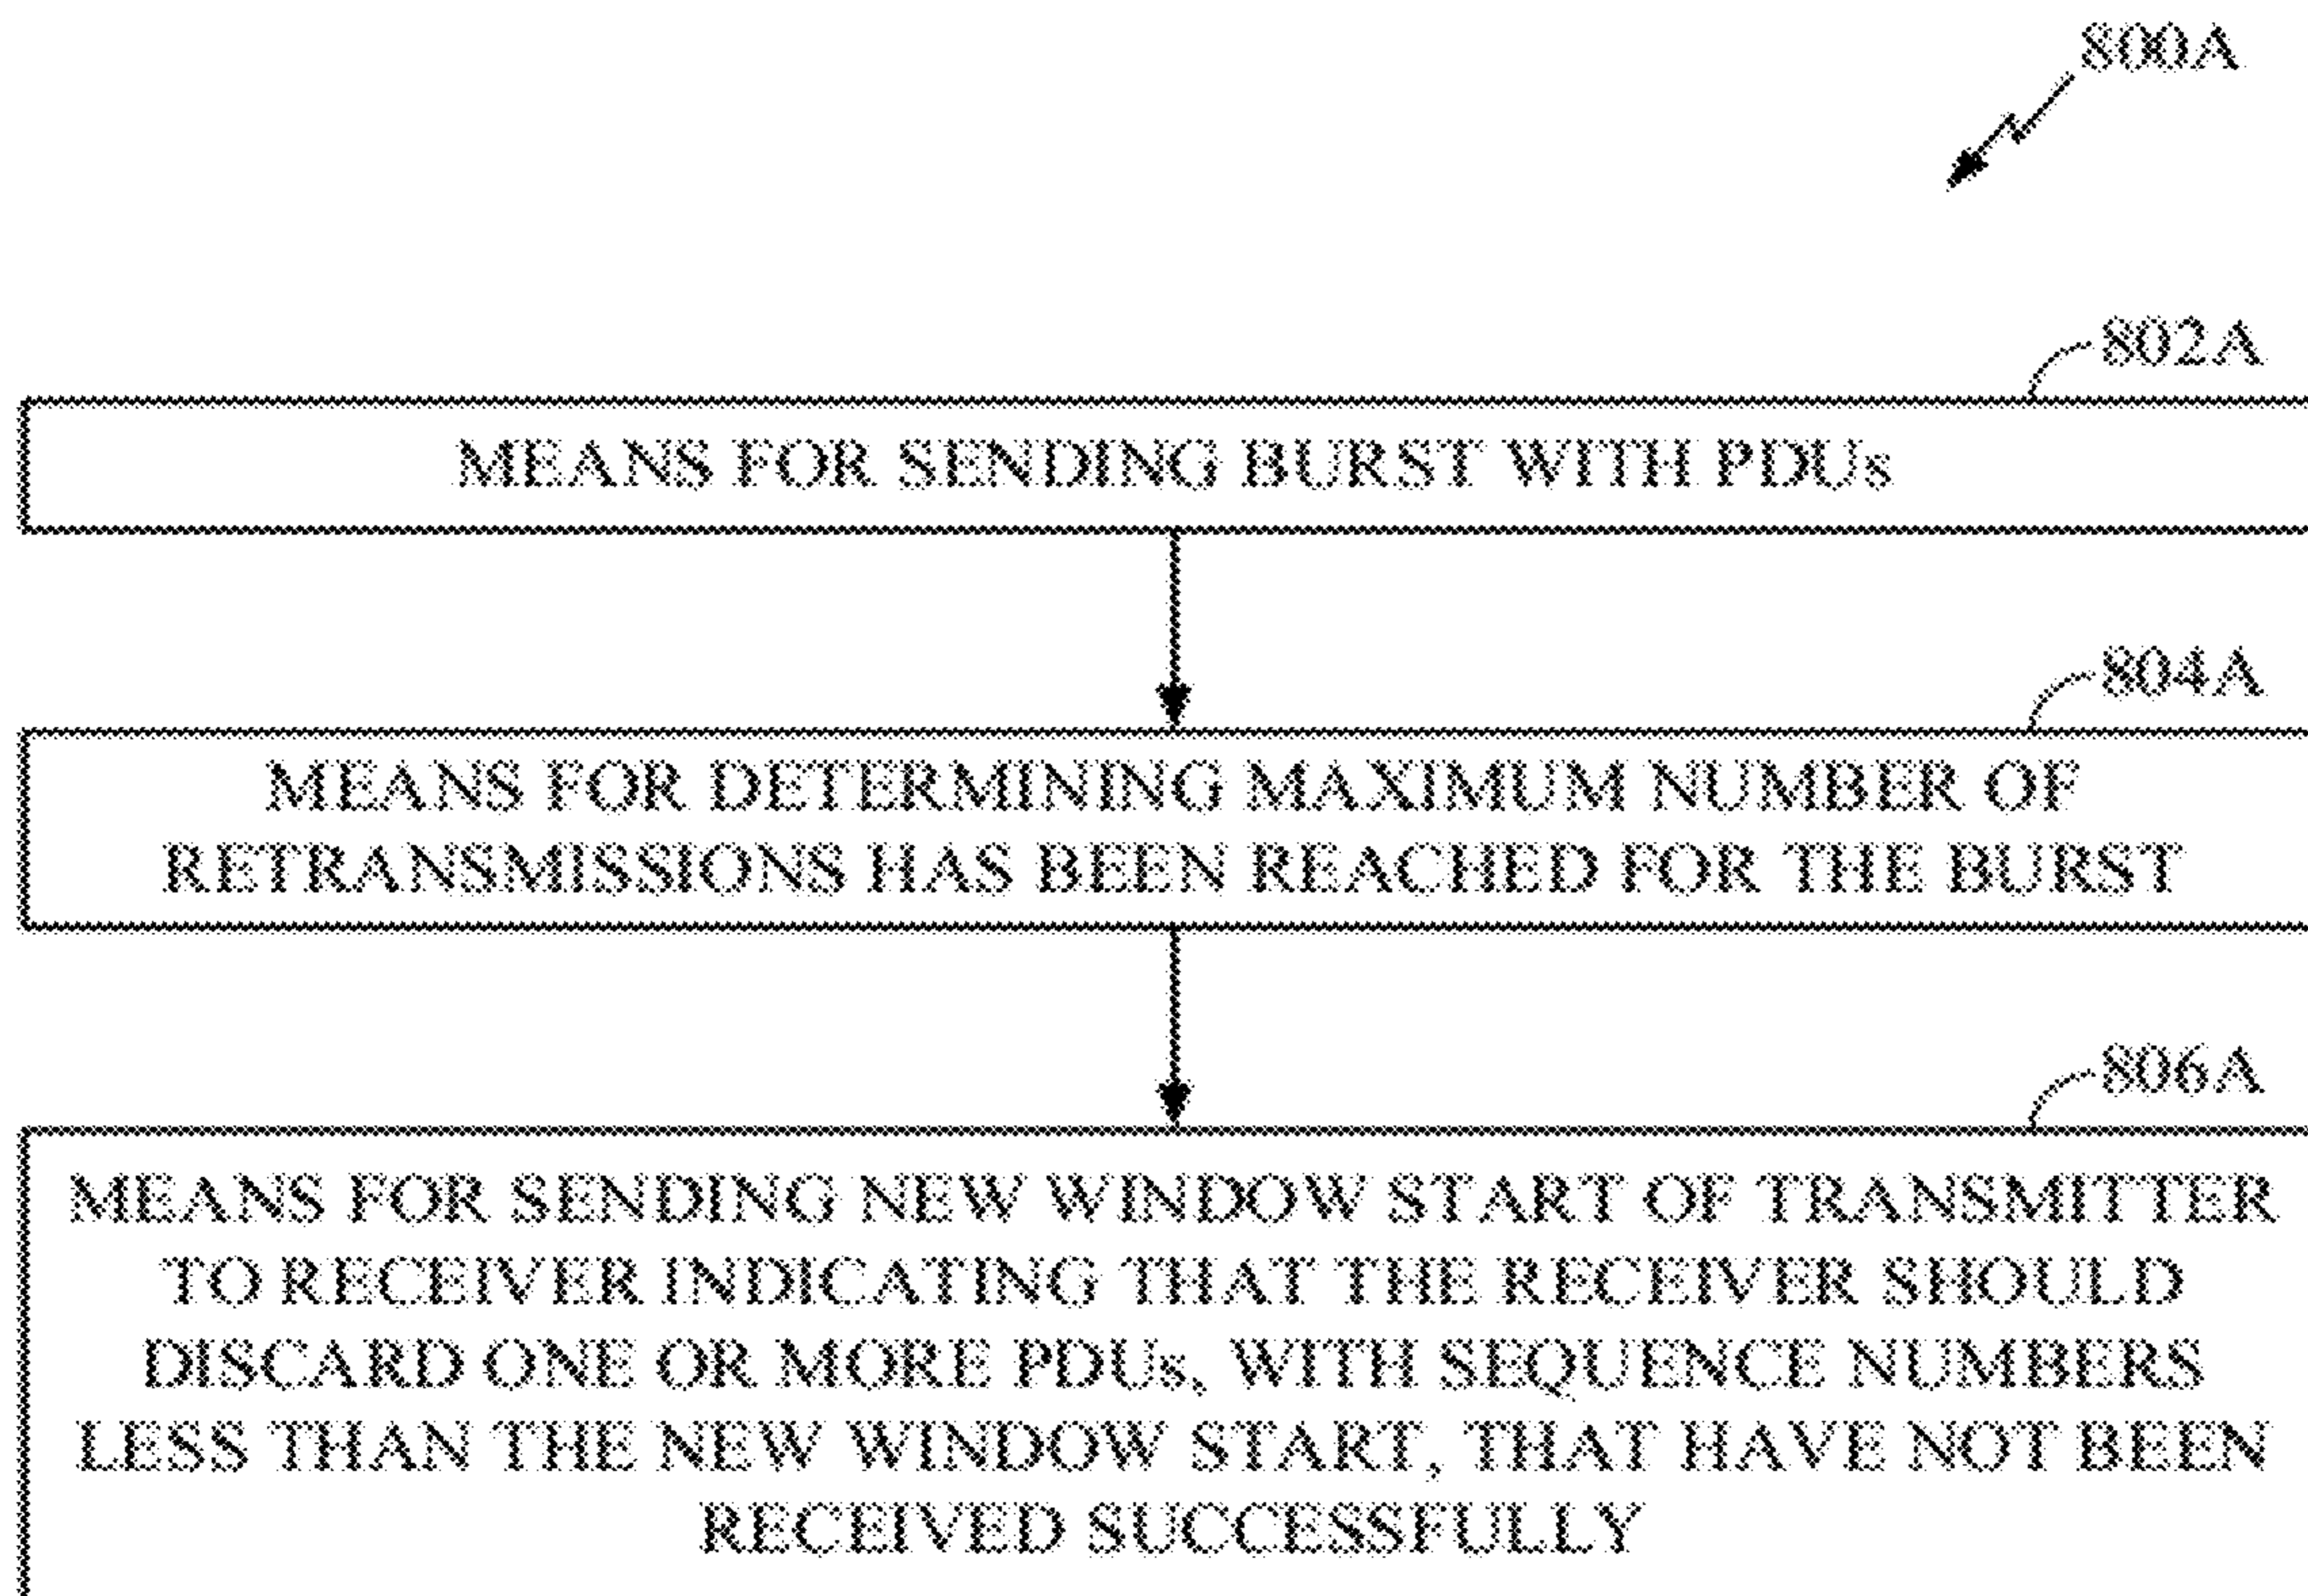 800A
802A
MEANS FOR SENDING BURST WITH PDUs
804A
MEANS FOR DETERMINING MAXIMUM NUMBER OF
RETRANSMISSIONS HAS BEEN REACHED FOR THE BURST
806A
MEANS FOR SENDING NEW WINDOW START OF TRANSMITTER
TO RECEIVER INDICATING THAT THE RECEIVER SHOULD
DISCARD ONE OR MORE PDUs, WITH SEQUENCE NUMBERS
LESS THAN THE NEW WINDOW START, THAT HAVE NOT BEEN
RECEIVED SUCCESSFULLY